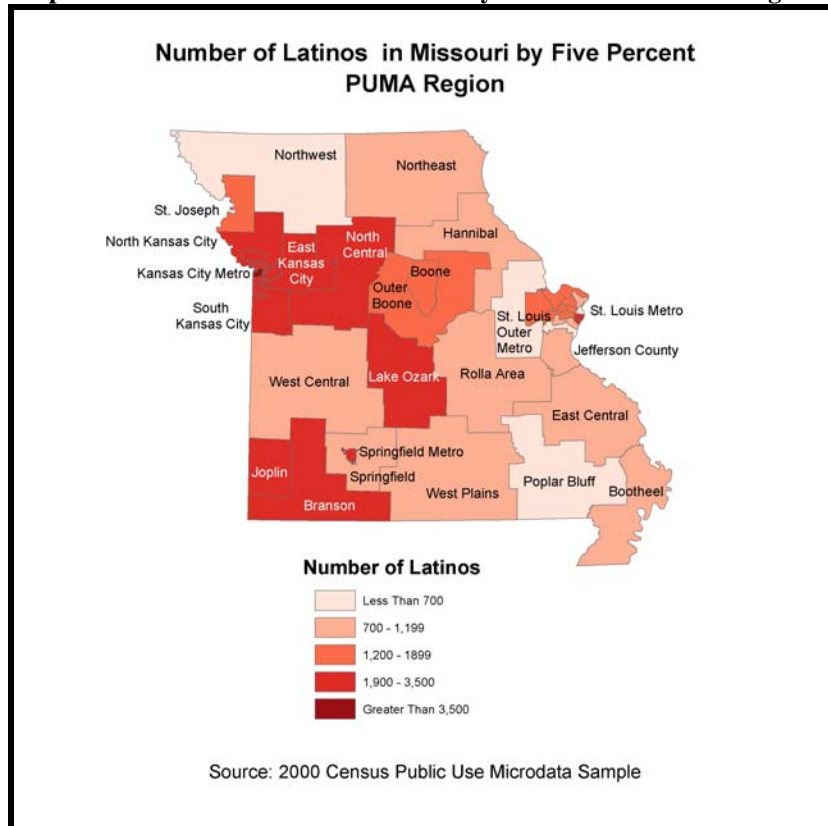 Number of Latinos in Missouri by Five Percent
PUMA Region
Northwest
Northeast
St. Joseph
Hannibal
North Kansas City
North
Central
East
Kansas
City
Boone
Kansas City Metro
Outer
Boone
South
Kansas City
St. Louis
Outer
Metro
St. Louis Metro
Jefferson County
West Central
Lake Ozark
Rolla Area
East Central
Springfield Metro
Joplin
Springfield
Poplar Bluff
West Plains
Bootheel
Branson
Number of Latinos
Less Than 700
700 - 1,199
1,200 - 1899
1,900 - 3,500
Greater Than 3,500
Source: 2000 Census Public Use Microdata Sample